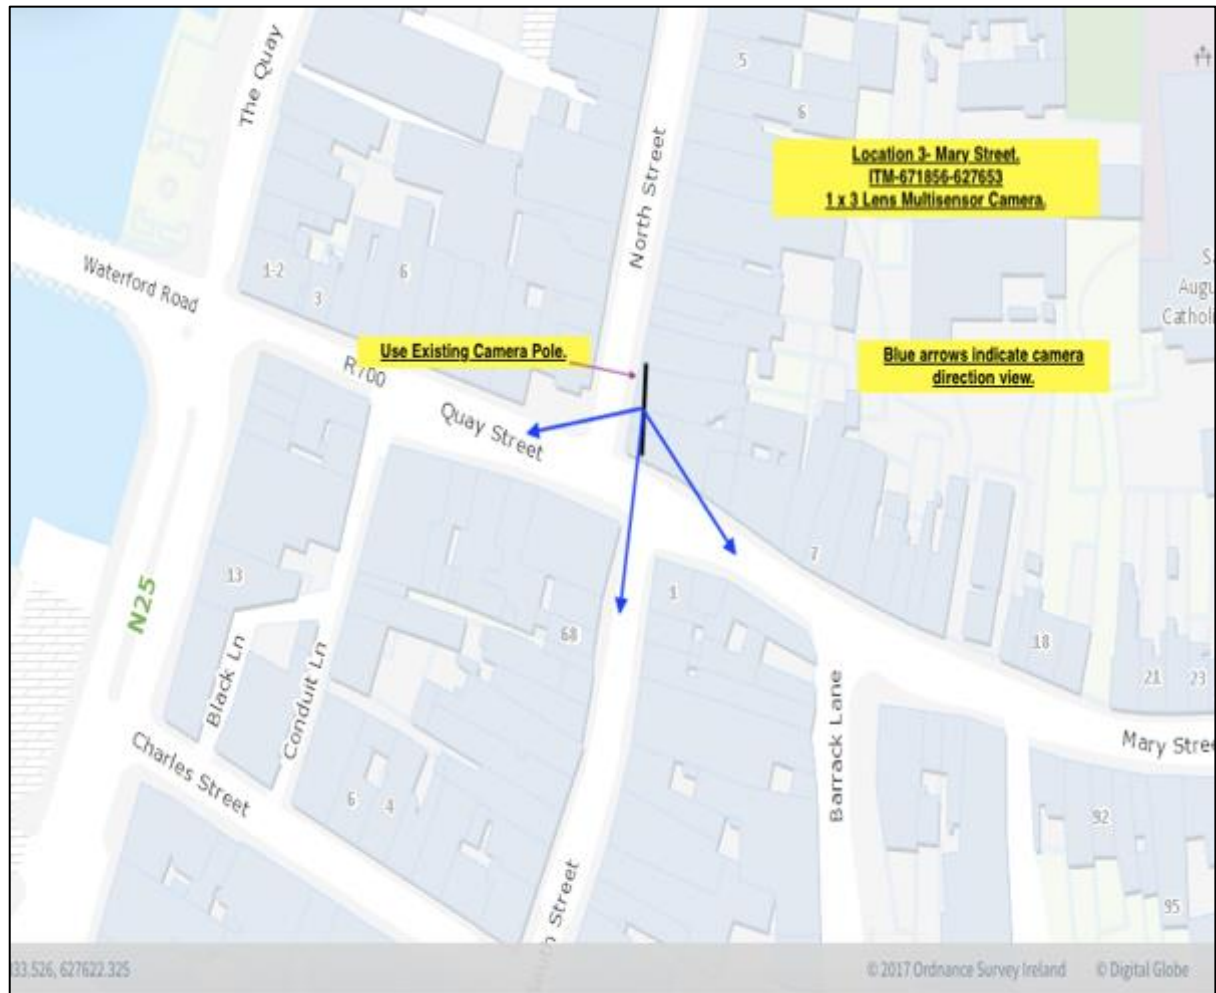 The Quay
5
6
Location 3- Mary Street.
ITM-671856-627653
1 x 3 Lens Multisensor Camera.
North Street
Waterford Road
1-2
3
6
Use Existing Camera Pole.
R700
Quay Street
Blue arrows indicate camera
direction view.
Catholi
7
13
N25
1
68
18
21
23
Black Ln
Conduit Ln
Barrack Lane
Mary Stree
Charles Street
6
4
92
95
Street
33.526, 627622.325
© 2017 Ordnance Survey Ireland
© Digital Globe